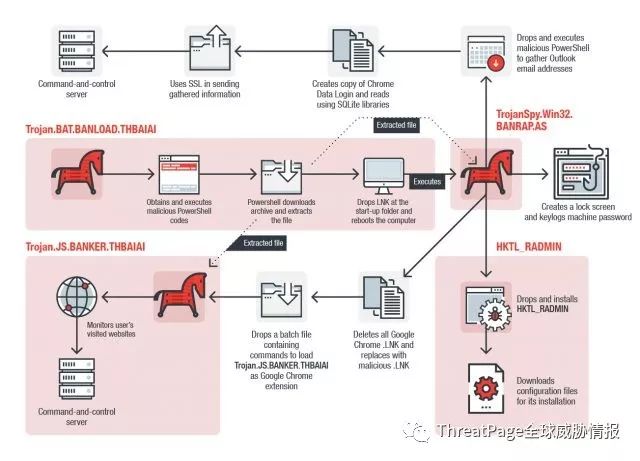 Command-and-control
server
Uses SSL in sending
gathered information
Creates copy of Chrome
Data Login and reads
using SQLite libraries
Drops and executes
malicious PowerShell
to gather Outlook
email addresses
Trojan.BAT.BANLOAD.THBAIAI
Extracted file
TrojanSpy.Win32.
BANRAP.AS
Obtains and executes
malicious PowerShell
codes
Powershell downloads
archive and extracts
the file
Drops LNK at the
start-up folder and
reboots the computer
Executes
Creates a lock screen
and keylogs machine password
Trojan.JS.BANKER.THBAIAI
Extracted file
HKTL_RADMIN
Monitors user's
visited websites
Drops a batch file
containing
commands to load
Trojan.JS.BANKER.THBAIAI
as Google Chrome
extension
Deletes all Google
Chrome .LNK and
replaces with
malicious .LNK
Drops and installs
HKTL_RADMIN
Command-and-control
server
Downloads
configuration files
for its installation
ThreatPage全球威胁情报